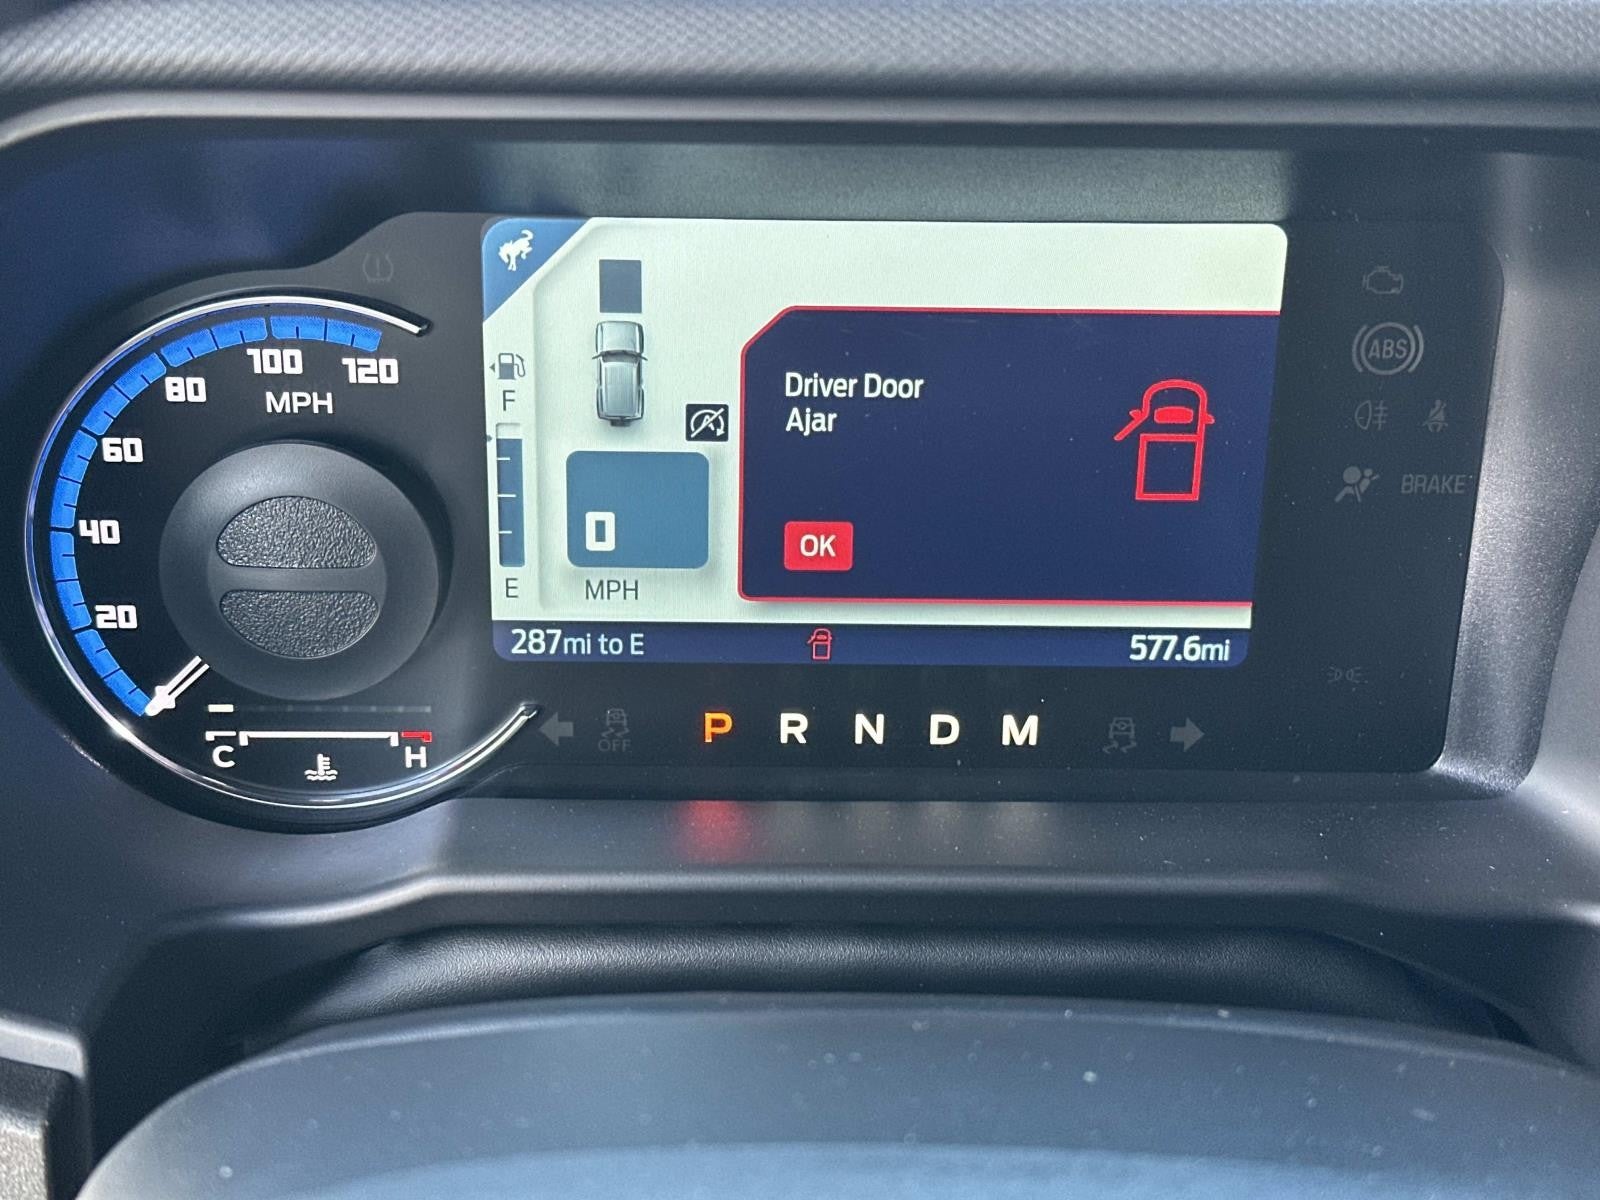 120
100
80
MPH
60
40
20
C
H
F
E
0
MPH
Driver Door
Ajar
OK
287mi to E
577.6mi
OFF
P R N D M
ABS
BRAKE